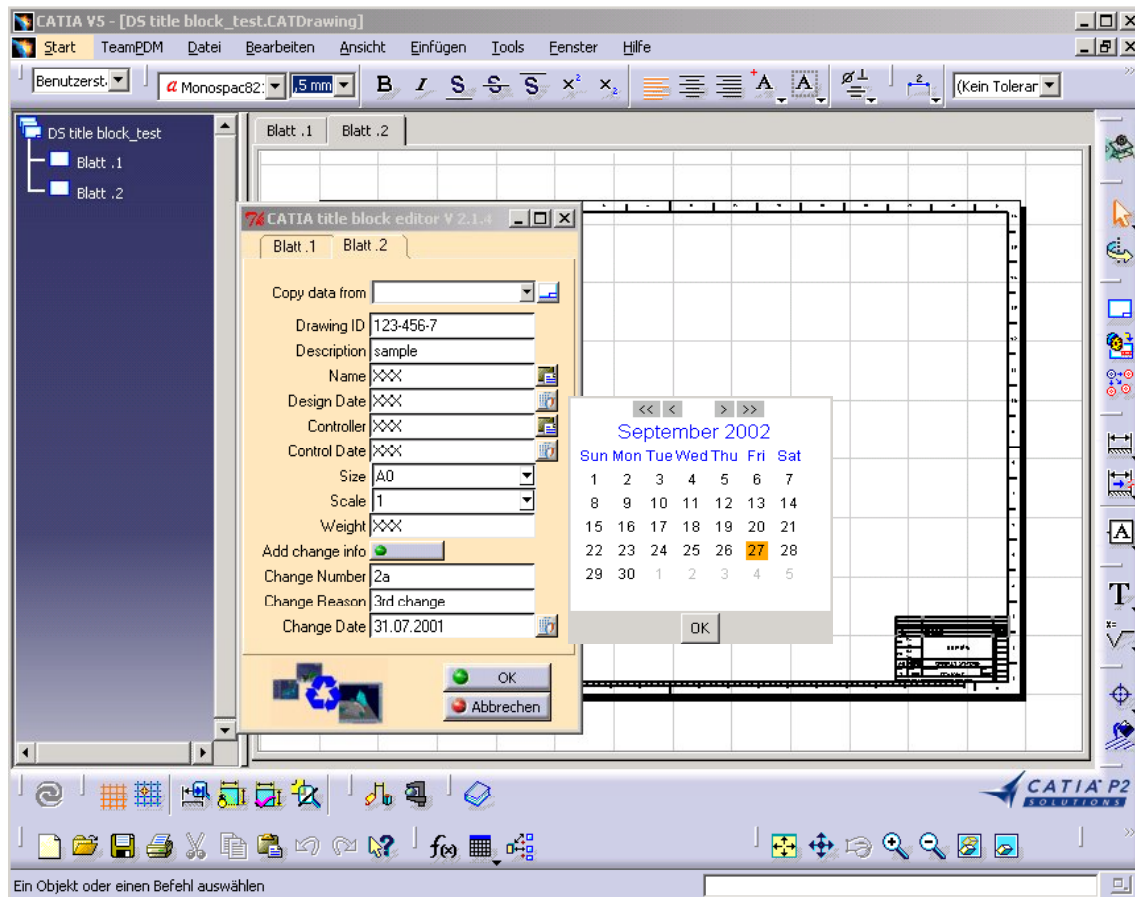 CATIA V5 - [DS title block_test.CATDrawing]
Start TeamPDM Datei Bearbeiten Ansicht Einfügen Tools Fenster Hilfe
Benutzerst. a Monospac82: ,5 mm B I S S S x² x₂ A A (Kein Tolerar
DS title block_test
Blatt .1
Blatt .2
Blatt .1 Blatt .2
CATIA title block editor V 2.1.4
Blatt .1 Blatt .2
Copy data from
Drawing ID 123-456-7
Description sample
Name XXX
Design Date XXX
Controller XXX
Control Date XXX
Size A0
Scale 1
Weight XXX
Add change info
Change Number 2a
Change Reason 3rd change
Change Date 31.07.2001
OK
Abbrechen
<< < > >>
September 2002
Sun Mon Tue Wed Thu Fri Sat
1 2 3 4 5 6 7
8 9 10 11 12 13 14
15 16 17 18 19 20 21
22 23 24 25 26 27 28
29 30 1 2 3 4 5
OK
A
T
CATIA P2
SOLUTIONS
f(x)
Ein Objekt oder einen Befehl auswählen